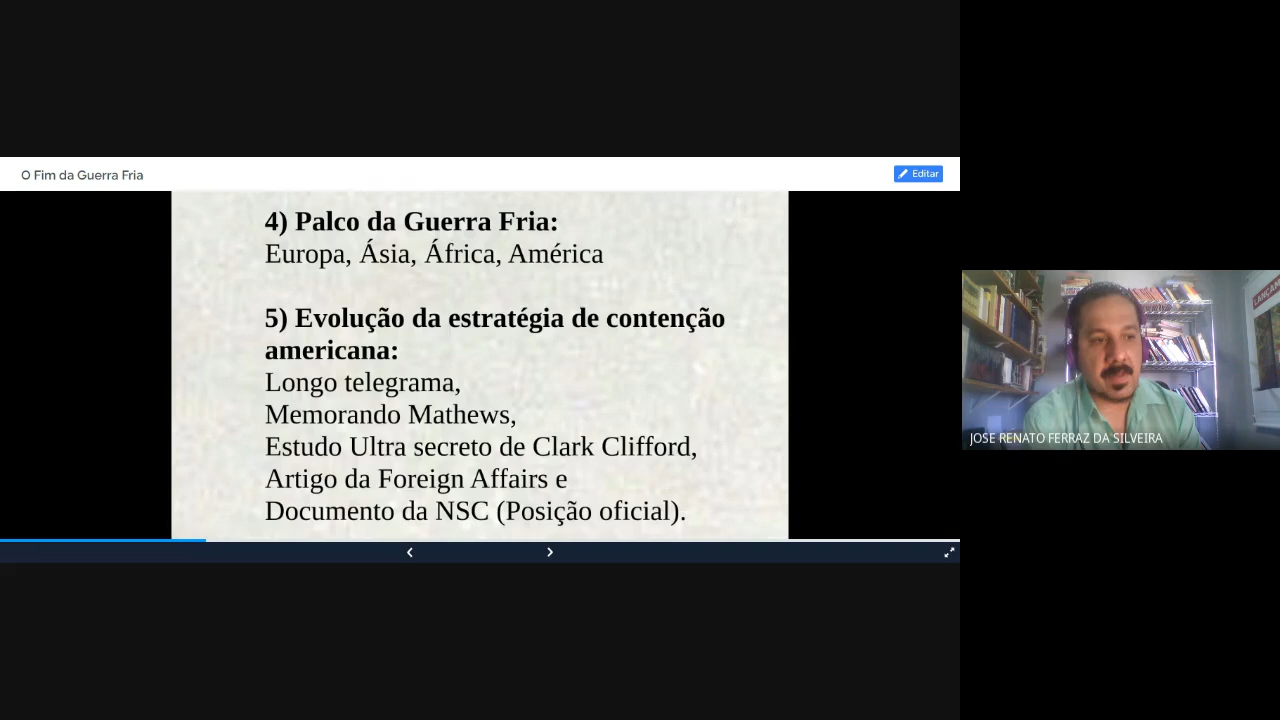 O Fim da Guerra Fria
Editar
4) Palco da Guerra Fria:
Europa, Ásia, África, América
5) Evolução da estratégia de contenção
americana:
Longo telegrama,
Memorando Mathews,
Estudo Ultra secreto de Clark Clifford,
Artigo da Foreign Affairs e
Documento da NSC (Posição oficial).
LANÇAM
JOSE RENATO FERRAZ DA SILVEIRA